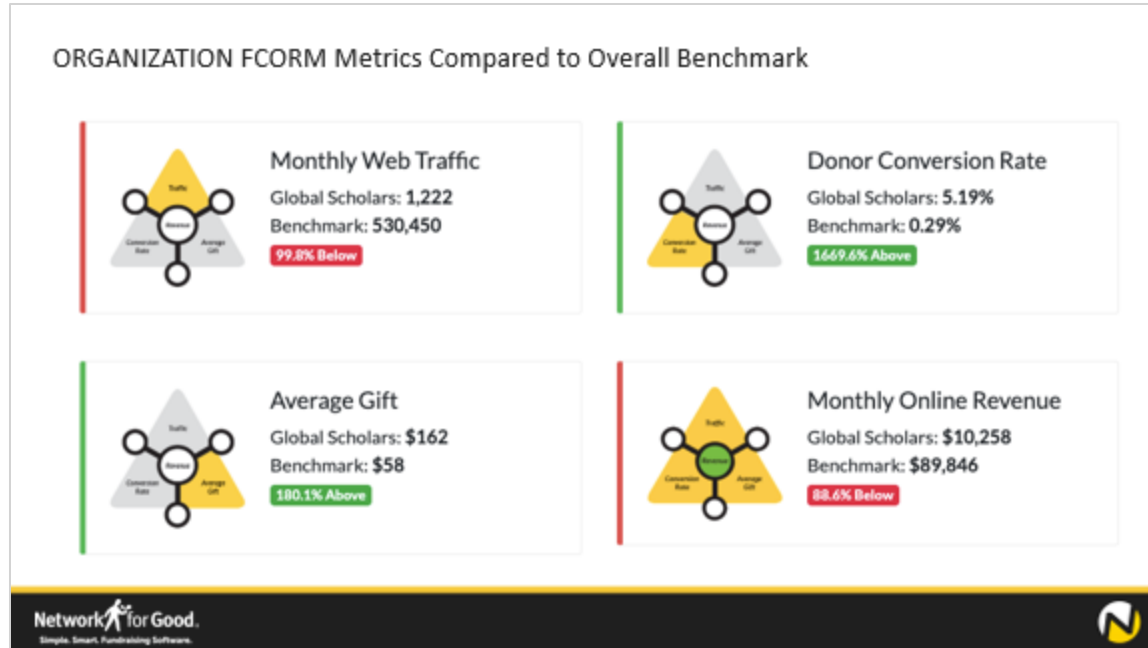 ORGANIZATION FCORM Metrics Compared to Overall Benchmark
Monthly Web Traffic
Global Scholars: 1,222
Benchmark: 530,450
99.8% Below
Traffic
Revenue
Conversion
Rate
Average
Gift
Donor Conversion Rate
Global Scholars: 5.19%
Benchmark: 0.29%
1669.6% Above
Traffic
Revenue
Conversion
Rate
Average
Gift
Average Gift
Global Scholars: $162
Benchmark: $58
180.1% Above
Traffic
Revenue
Conversion
Rate
Average
Gift
Monthly Online Revenue
Global Scholars: $10,258
Benchmark: $89,846
88.6% Below
Traffic
Revenue
Conversion
Rate
Average
Gift
Network for Good.
Simple. Smart. Fundraising Software.
N